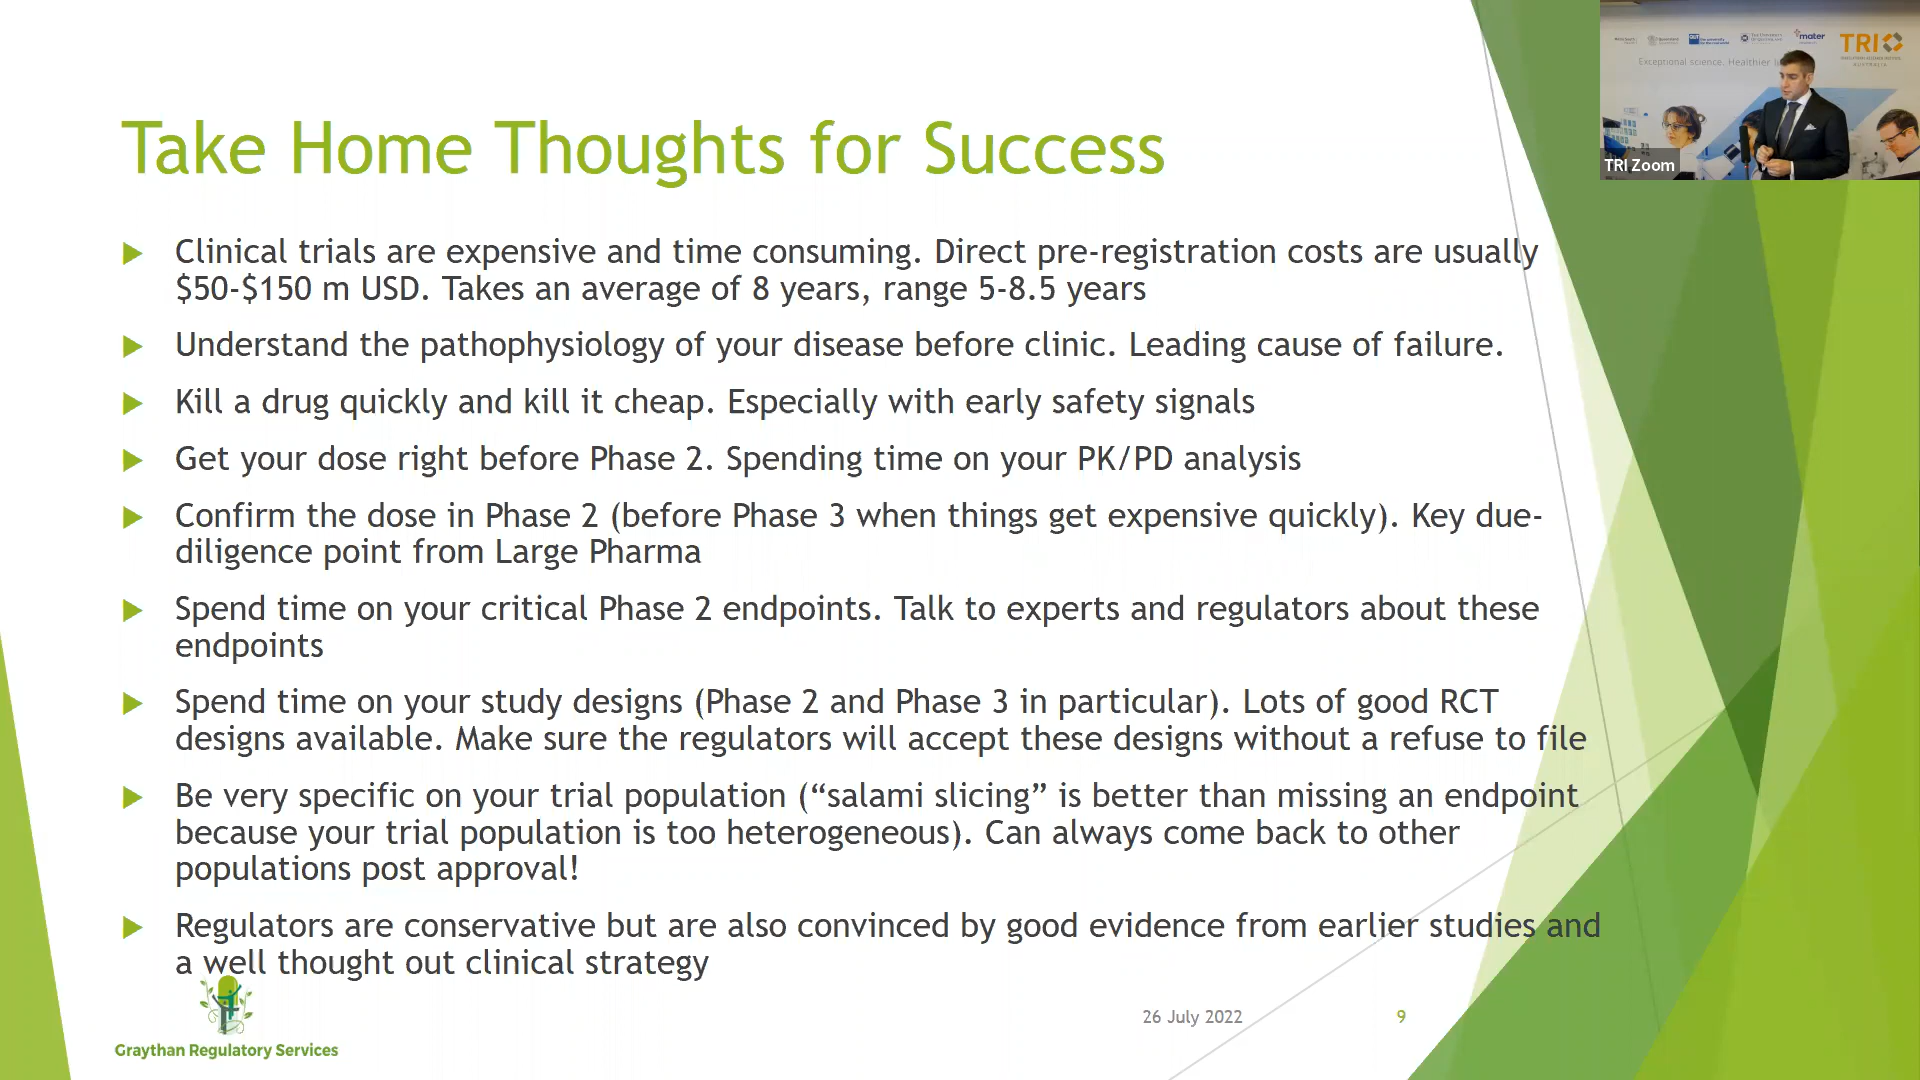 Take Home Thoughts for Success
Clinical trials are expensive and time consuming. Direct pre-registration costs are usually
$50-$150 m USD. Takes an average of 8 years, range 5-8.5 years
Understand the pathophysiology of your disease before clinic. Leading cause of failure.
Kill a drug quickly and kill it cheap. Especially with early safety signals
Get your dose right before Phase 2. Spending time on your PK/PD analysis
Confirm the dose in Phase 2 (before Phase 3 when things get expensive quickly). Key due-
diligence point from Large Pharma
Spend time on your critical Phase 2 endpoints. Talk to experts and regulators about these
endpoints
Spend time on your study designs (Phase 2 and Phase 3 in particular). Lots of good RCT
designs available. Make sure the regulators will accept these designs without a refuse to file
Be very specific on your trial population (“salami slicing” is better than missing an endpoint
because your trial population is too heterogeneous). Can always come back to other
populations post approval!
Regulators are conservative but are also convinced by good evidence from earlier studies and
a well thought out clinical strategy
Graythan Regulatory Services
26 July 2022
9
mater
TRI
AUSTRALIA
Exceptional science. Healthier
TRI Zoom